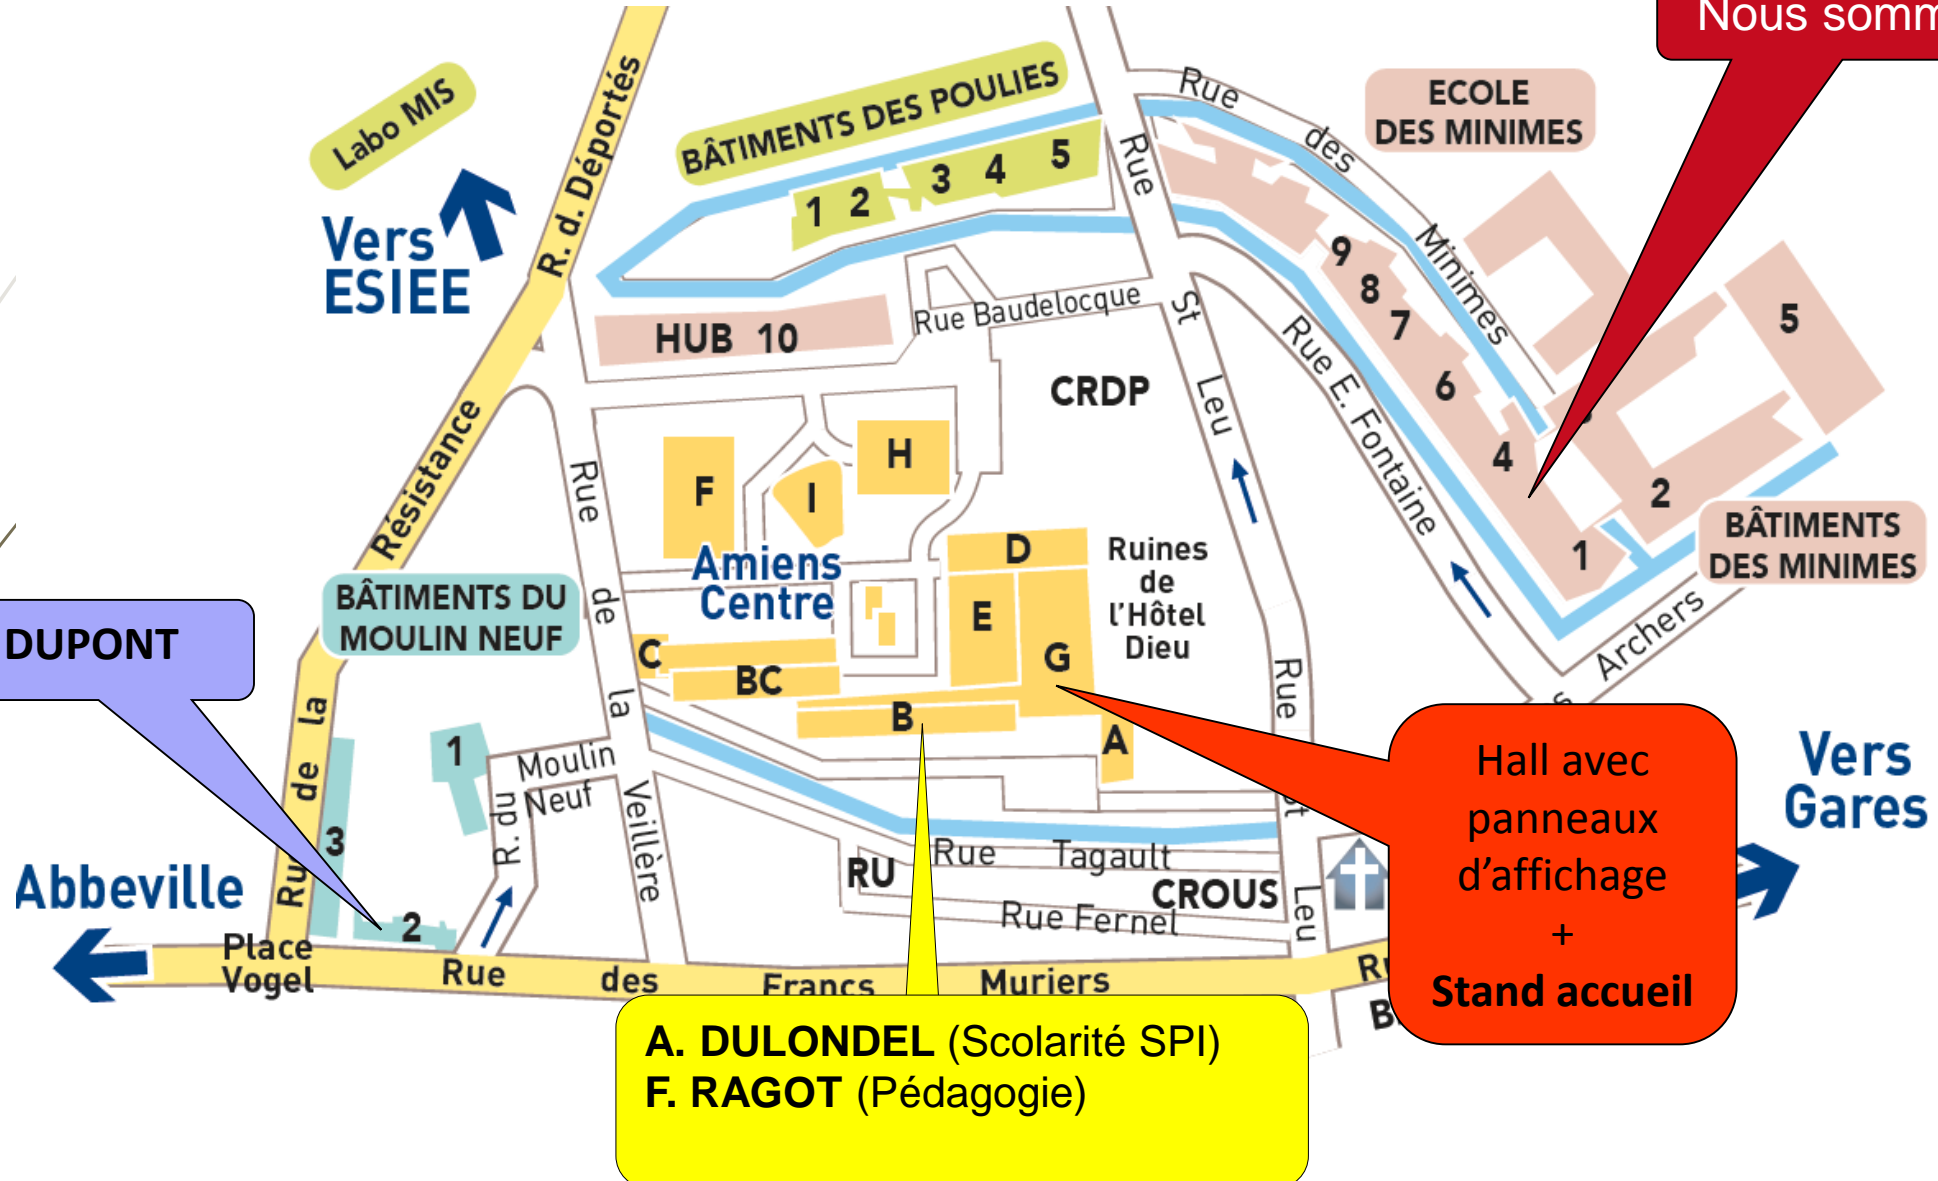 Nous somm
Labo MIS
R. d. Déportés
BÂTIMENTS DES POULIES
1 2 3 4 5
Rue des Minimes
ECOLE
DES MINIMES
Vers
ESIEE
HUB 10
Rue Baudelocque
CRDP
Rue St Leu
Rue E. Fontaine
9
8
7
6
5
4
2
1
BÂTIMENTS
DES MINIMES
Archers
Résistance
F
I
H
Amiens
Centre
D
E
G
C
BC
B
A
Ruines
de
l'Hôtel
Dieu
BÂTIMENTS DU
MOULIN NEUF
DUPONT
Rue de la Veillère
1
R. du Moulin
Neuf
3
2
Rue de la
Abbeville
Place
Vogel
Rue des Francs Muriers
RU
Rue Tagault
CROUS
Rue Fernel
Rue St Leu
Vers
Gares
Hall avec
panneaux
d'affichage
+
Stand accueil
A. DULONDEL (Scolarité SPI)
F. RAGOT (Pédagogie)